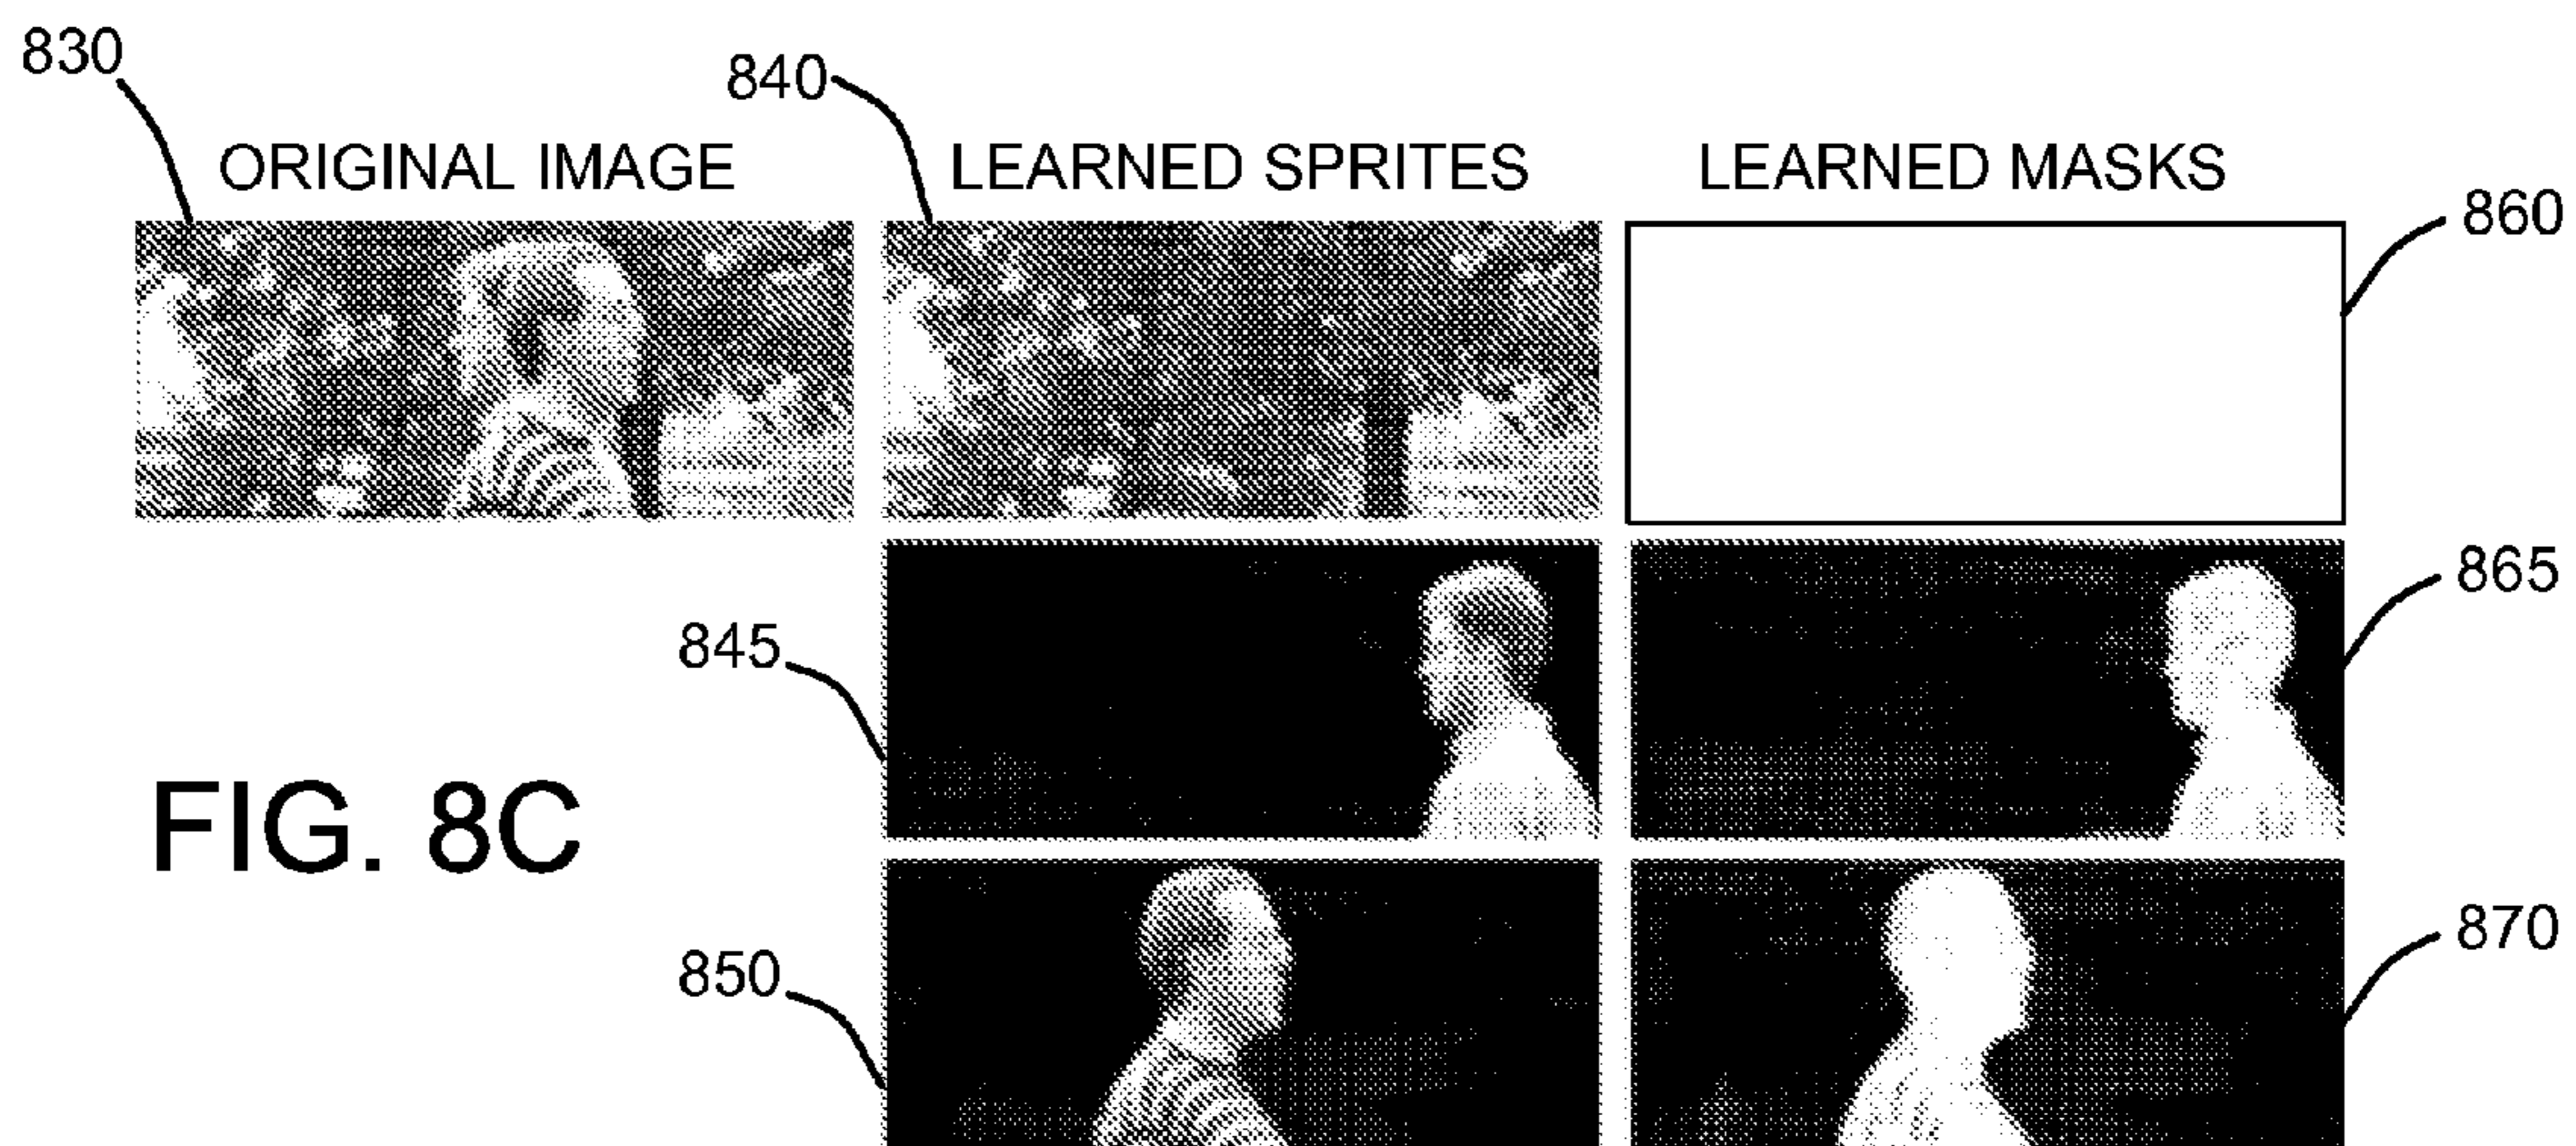 830
840
ORIGINAL IMAGE
LEARNED SPRITES
LEARNED MASKS
860
865
845
FIG. 8C
870
850